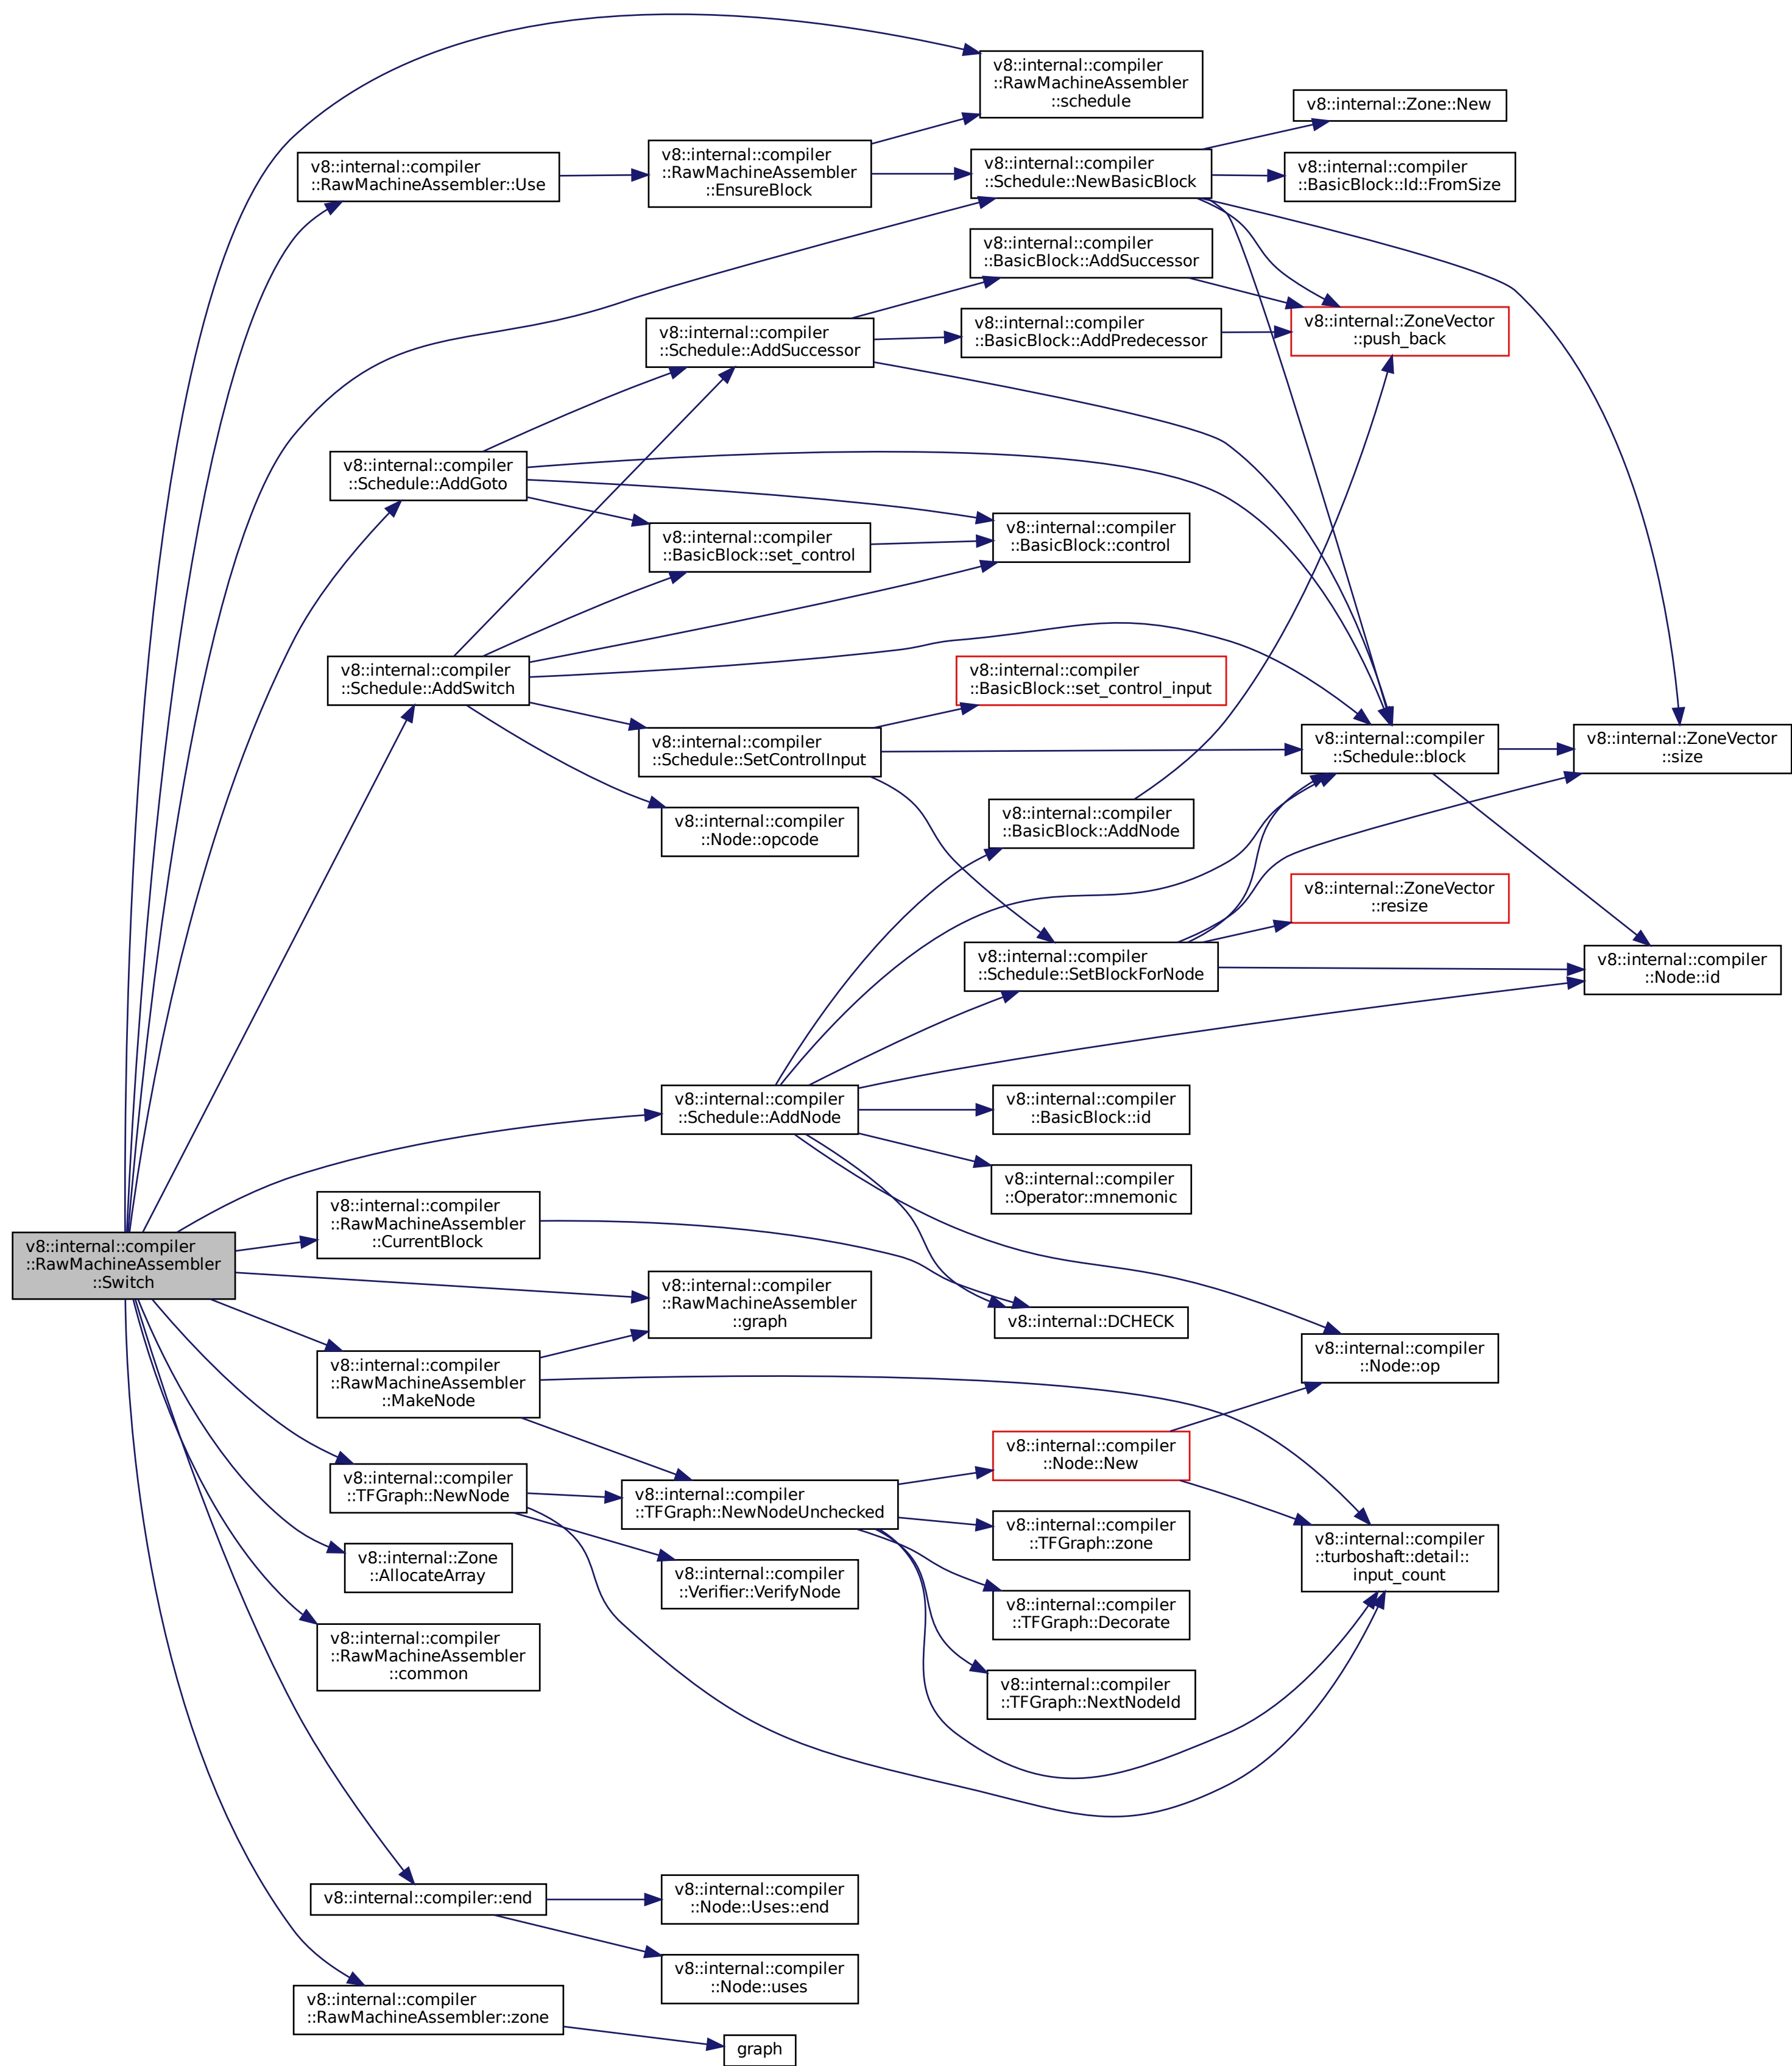 v8::internal::compiler
::RawMachineAssembler
::schedule
v8::internal::Zone::New
v8::internal::compiler
::RawMachineAssembler::Use
v8::internal::compiler
::RawMachineAssembler
::EnsureBlock
v8::internal::compiler
::Schedule::NewBasicBlock
v8::internal::compiler
::BasicBlock::Id::FromSize
v8::internal::compiler
::BasicBlock::AddSuccessor
v8::internal::compiler
::Schedule::AddSuccessor
v8::internal::compiler
::BasicBlock::AddPredecessor
v8::internal::ZoneVector
::push_back
v8::internal::compiler
::Schedule::AddGoto
v8::internal::compiler
::BasicBlock::set_control
v8::internal::compiler
::BasicBlock::control
v8::internal::compiler
::Schedule::AddSwitch
v8::internal::compiler
::BasicBlock::set_control_input
v8::internal::compiler
::Schedule::SetControlInput
v8::internal::compiler
::Schedule::block
v8::internal::ZoneVector
::size
v8::internal::compiler
::Node::opcode
v8::internal::compiler
::BasicBlock::AddNode
v8::internal::ZoneVector
::resize
v8::internal::compiler
::Schedule::SetBlockForNode
v8::internal::compiler
::Node::id
v8::internal::compiler
::Schedule::AddNode
v8::internal::compiler
::BasicBlock::id
v8::internal::compiler
::Operator::mnemonic
v8::internal::compiler
::RawMachineAssembler
::CurrentBlock
v8::internal::compiler
::RawMachineAssembler
::Switch
v8::internal::compiler
::RawMachineAssembler
::graph
v8::internal::DCHECK
v8::internal::compiler
::Node::op
v8::internal::compiler
::RawMachineAssembler
::MakeNode
v8::internal::compiler
::Node::New
v8::internal::compiler
::TFGraph::NewNode
v8::internal::compiler
::TFGraph::NewNodeUnchecked
v8::internal::compiler
::TFGraph::zone
v8::internal::compiler
::turboshaft::detail::
input_count
v8::internal::Zone
::AllocateArray
v8::internal::compiler
::Verifier::VerifyNode
v8::internal::compiler
::TFGraph::Decorate
v8::internal::compiler
::RawMachineAssembler
::common
v8::internal::compiler
::TFGraph::NextNodeId
v8::internal::compiler::end
v8::internal::compiler
::Node::Uses::end
v8::internal::compiler
::Node::uses
v8::internal::compiler
::RawMachineAssembler::zone
graph